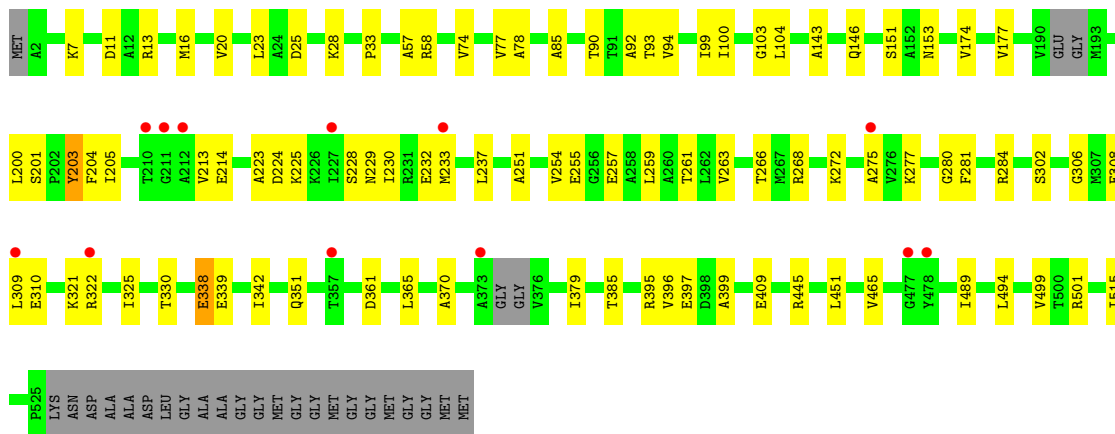 MET A2 K7 D11 A12 R13 M16 V20 L23 A24 D25 K28 P33 A57 R58 V74 V77 A78 A85 T90 T91 A92 T93 V94 I99 I100 G103 L104 A143 Q146 S151 A152 N153 V174 V177 V190 GLU GLY M193
L200 S201 P202 Y203 F204 I205 T210 G211 A212 V213 E214 A223 D224 K225 K226 I227 S228 N229 I230 R231 E232 M233 L237 A251 V254 E255 G256 E257 A258 L259 A260 T261 L262 V263 T266 M267 R268 K272 A275 V276 K277 G280 F281 R284 S302 G306 M307 E308
L309 E310 K321 R322 I325 T330 E338 E339 I342 Q351 T357 D361 L365 A370 A373 GLY GLY V376 I379 T385 R395 V396 E397 D398 A399 E409 R445 L451 V465 G477 Y478 I489 L494 V499 T500 R501 I515
P525 LYS ASN ASP ALA ALA ASP LEU GLY ALA ALA GLY GLY MET GLY GLY MET GLY GLY MET MET